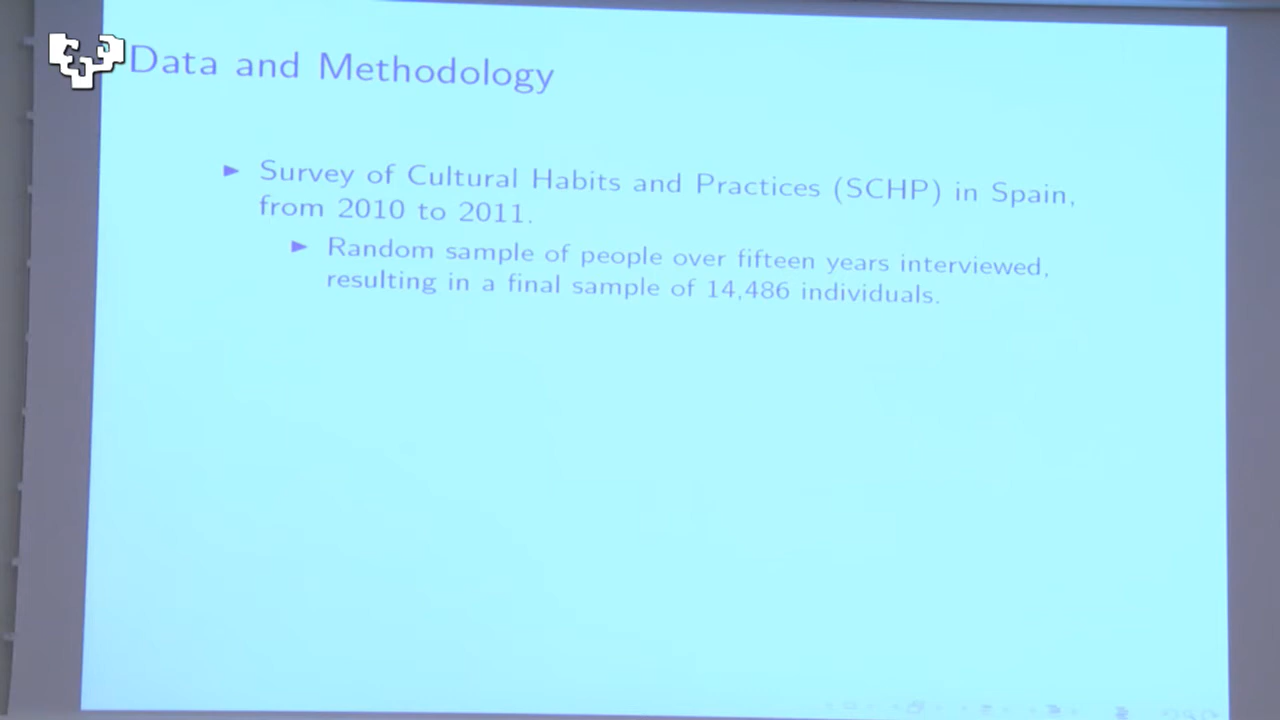 Data and Methodology
Survey of Cultural Habits and Practices (SCHP) in Spain,
from 2010 to 2011.
Random sample of people over fifteen years interviewed,
resulting in a final sample of 14,486 individuals.